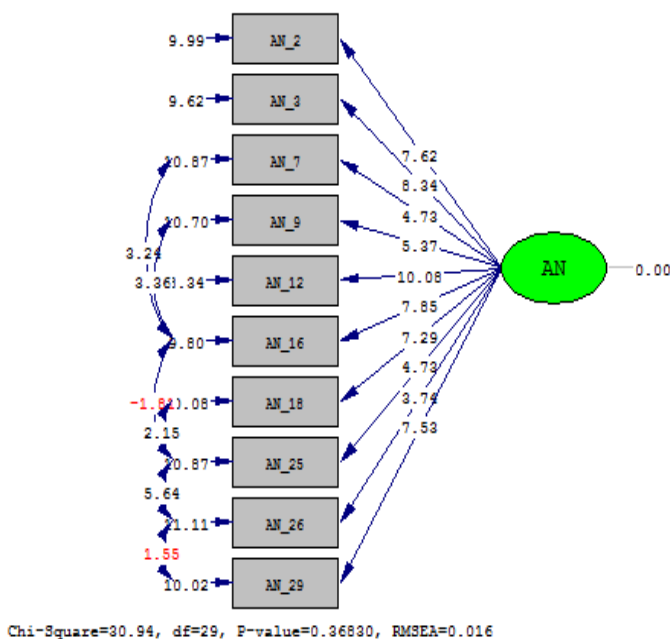 9.99 AN_2
9.62 AN_3
7.62
AN_7
8.34
4.73
AN_9
5.37
3.24
3.36 AN_12 10.08 AN 0.00
7.85
AN_16
7.29
4.73
AN_18
3.74
2.15
7.53
AN_25
5.64
AN_26
1.55
10.02 AN_29
Chi-Square=30.94, df=29, P-value=0.36830, RMSEA=0.016